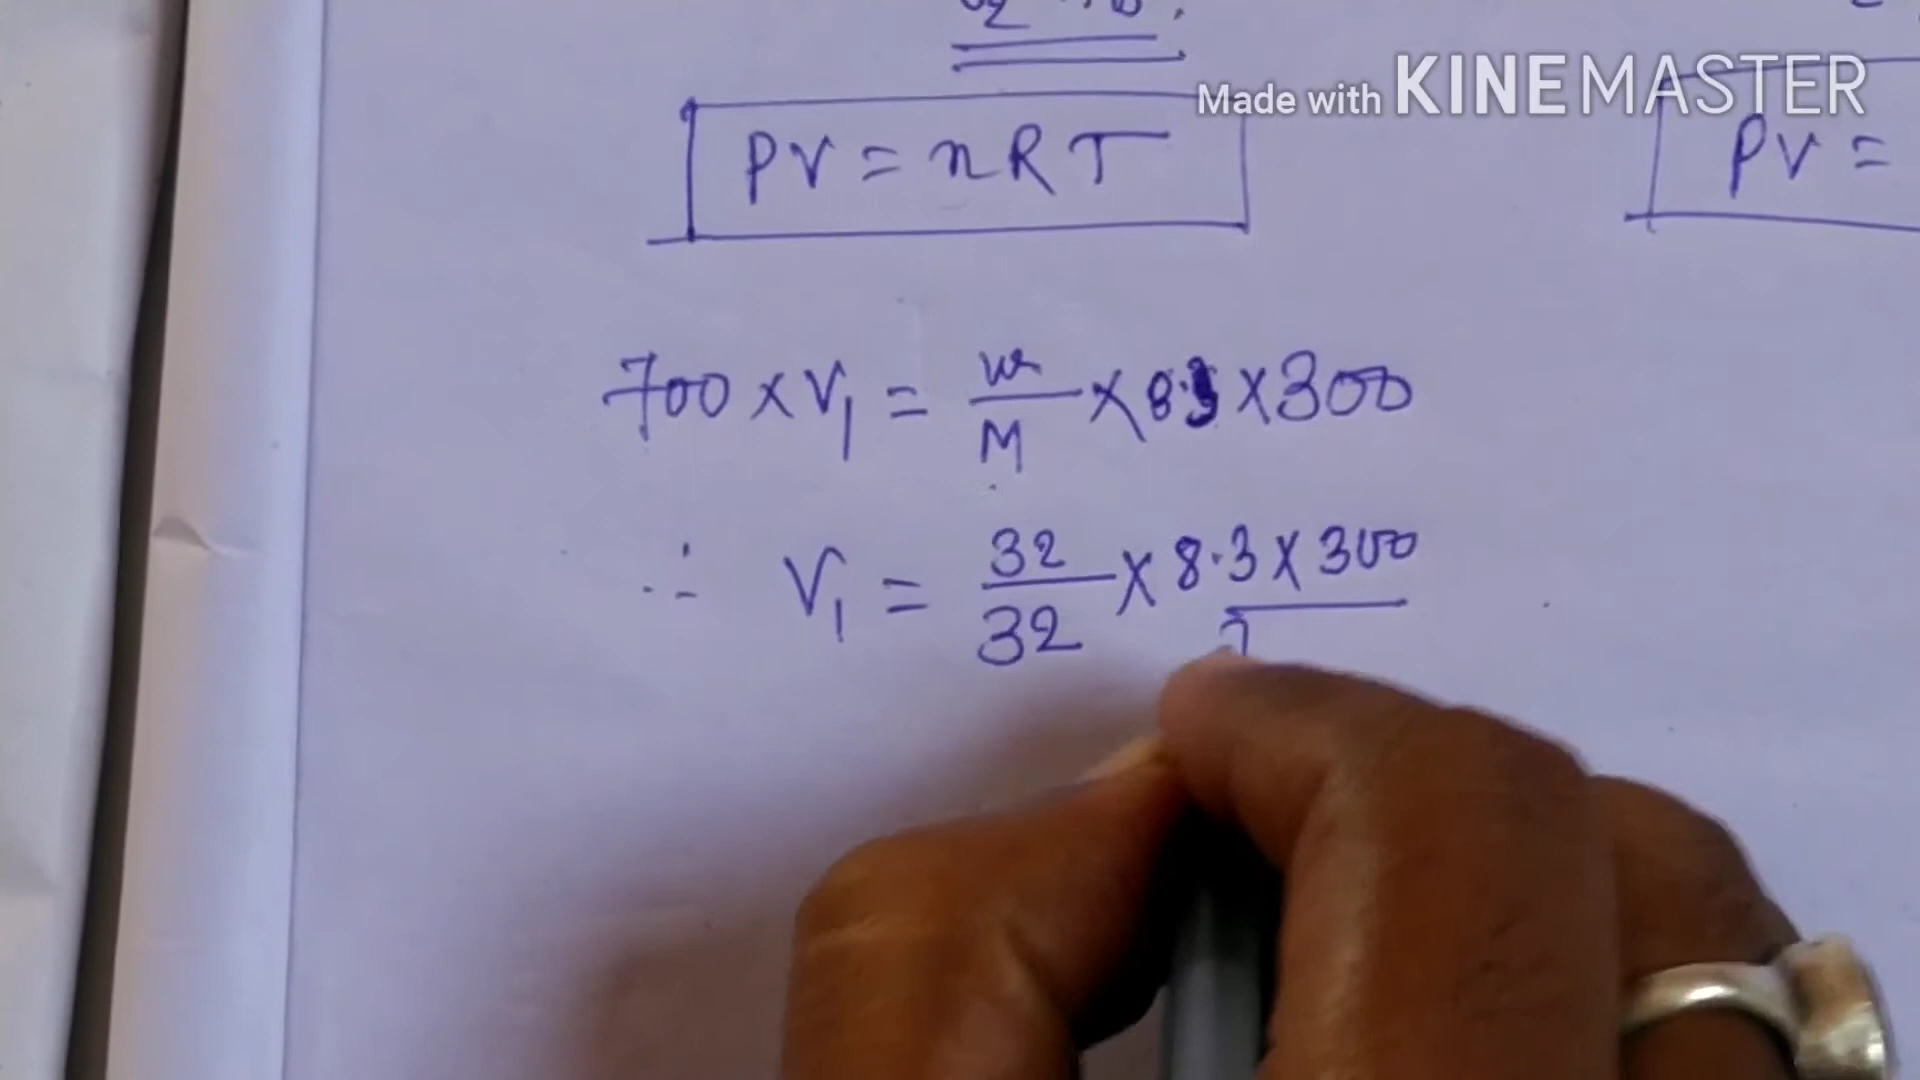 Made with KINEMASTER
PV = nRT
PV =
700 × V₁ = w/M × 8.3 × 300
∴ V₁ = 32/32 × 8.3 × 300